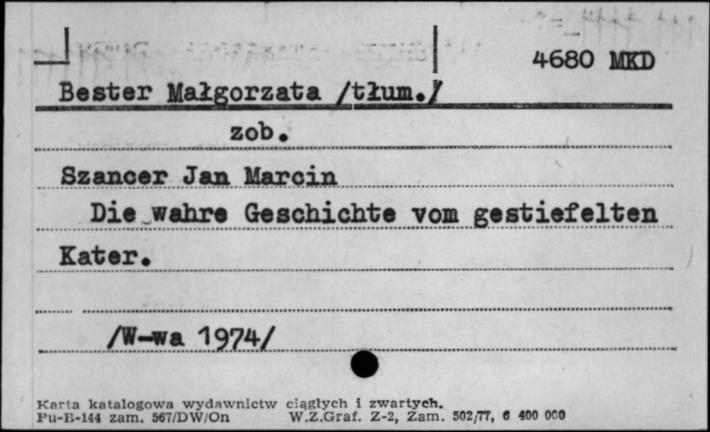 4680 MKD
Bester Małgorzata /tłum./
zob.
Szancer Jan Marcin
Die wahre Geschichte vom gestiefelten
Kater.
/W-wa 1974/
Karta katalogowa wydawnictw ciągłych i zwartych.
Pu-B-144 zam. 567/DW/On W.Z.Graf. Z-2, Zam. 502/77, 6 400 000